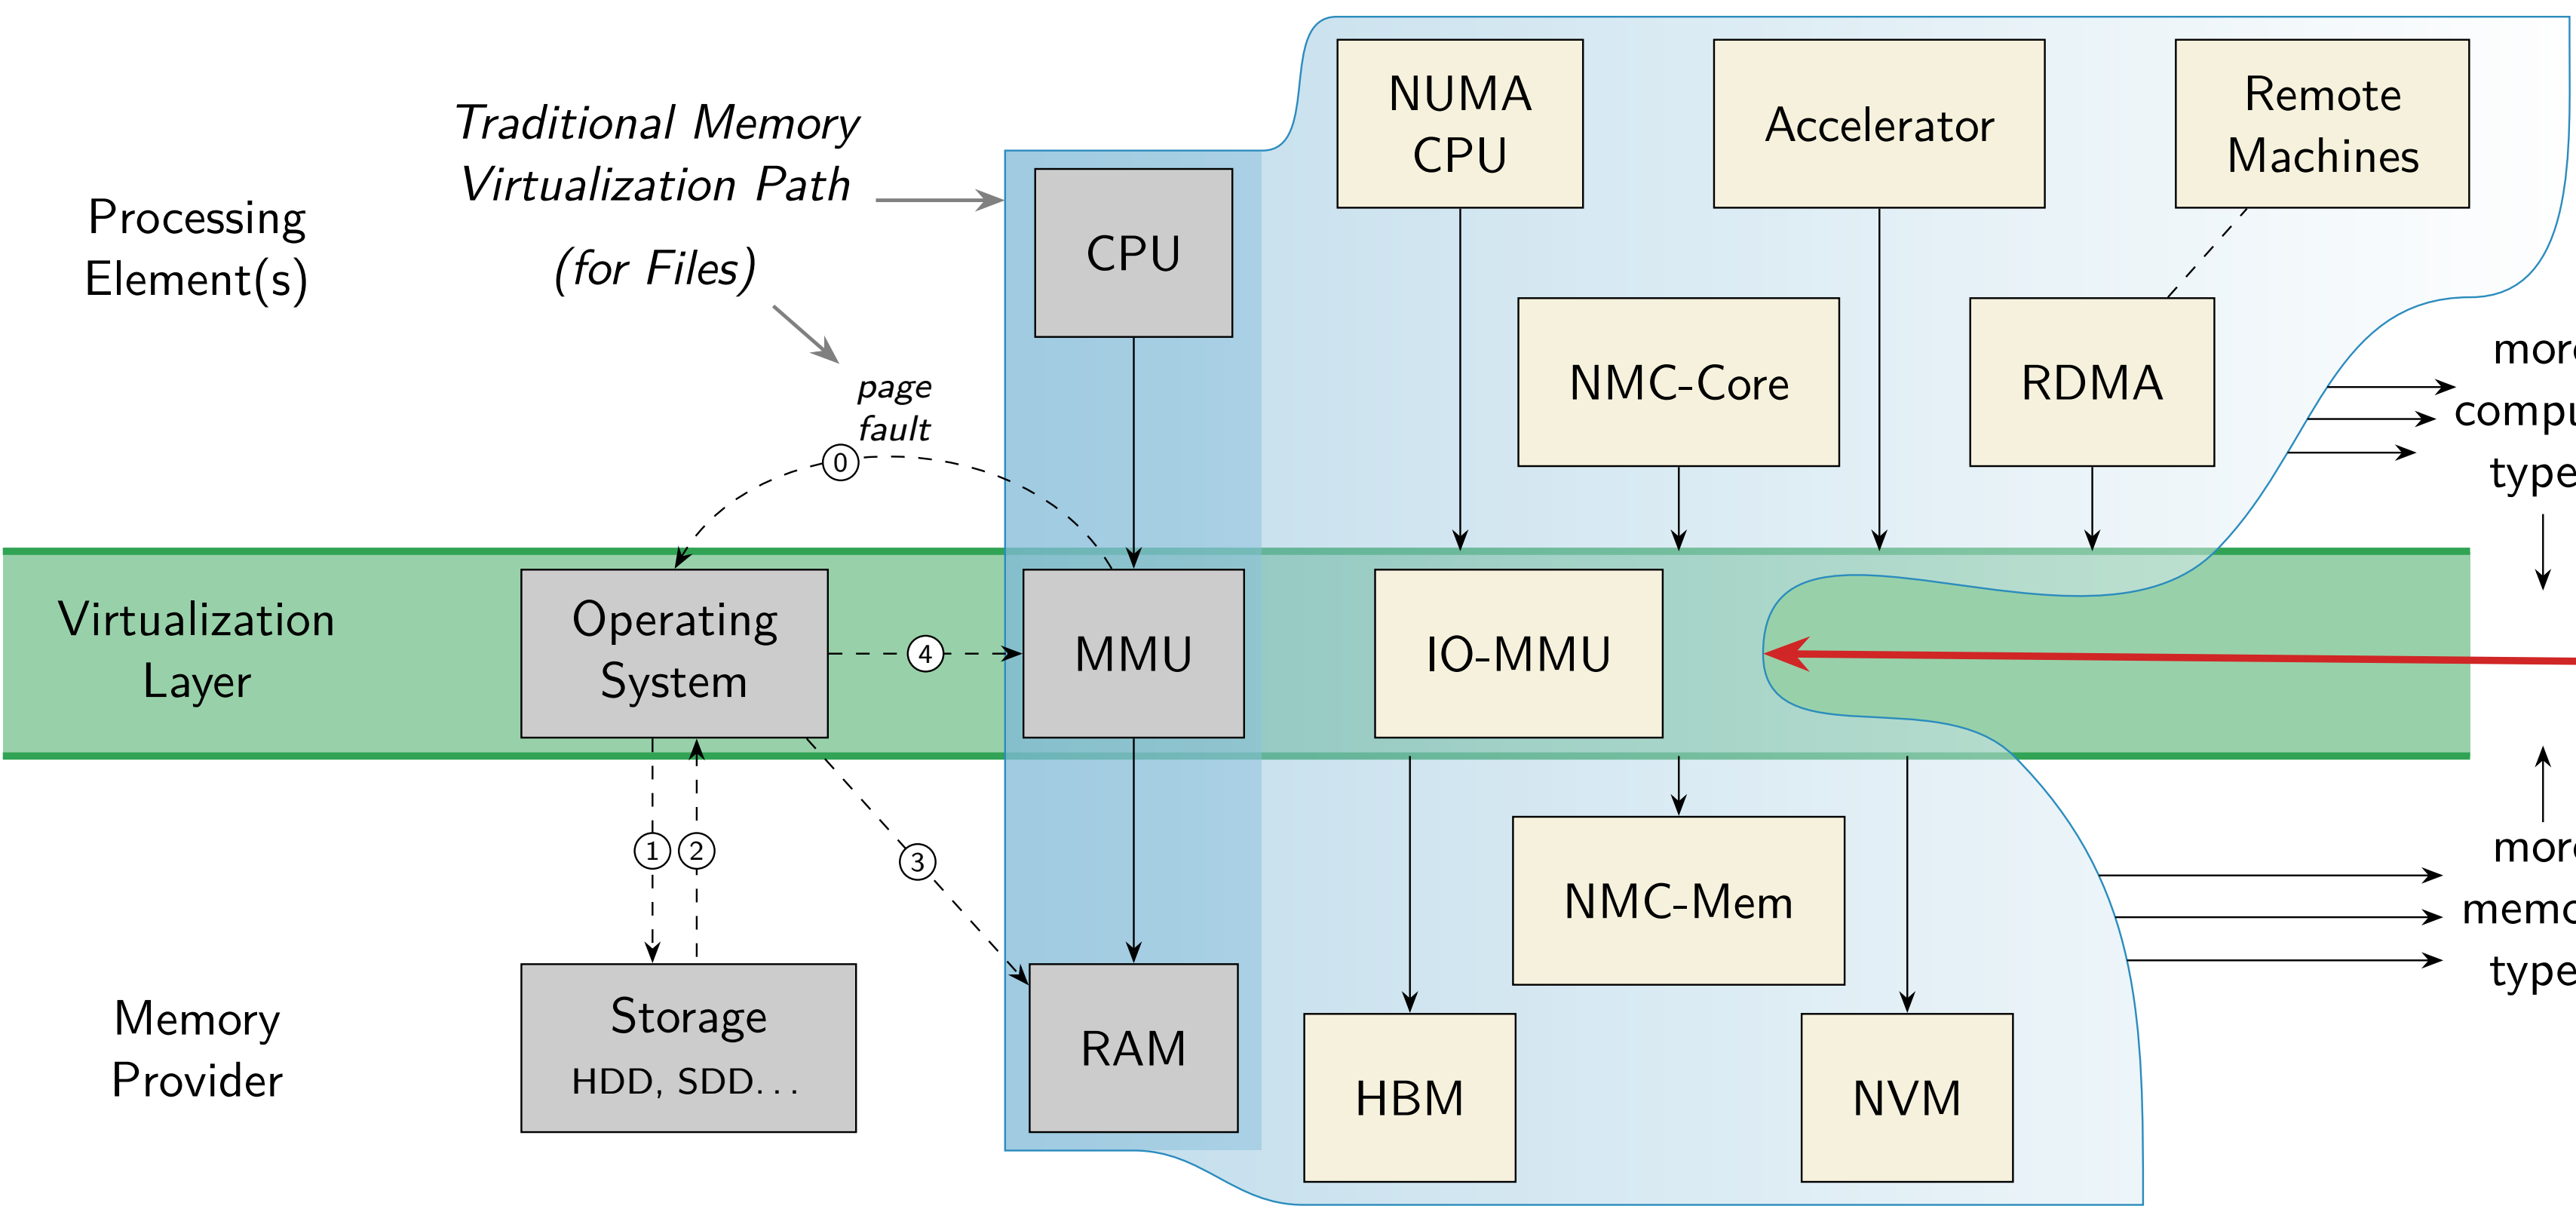 NUMA
CPU
Accelerator
Remote
Machines
Traditional Memory
Virtualization Path
(for Files)
Processing
Element(s)
CPU
page
fault
NMC-Core
RDMA
0
Virtualization
Layer
Operating
System
4
MMU
IO-MMU
1
2
3
NMC-Mem
Memory
Provider
Storage
HDD, SDD...
RAM
HBM
NVM